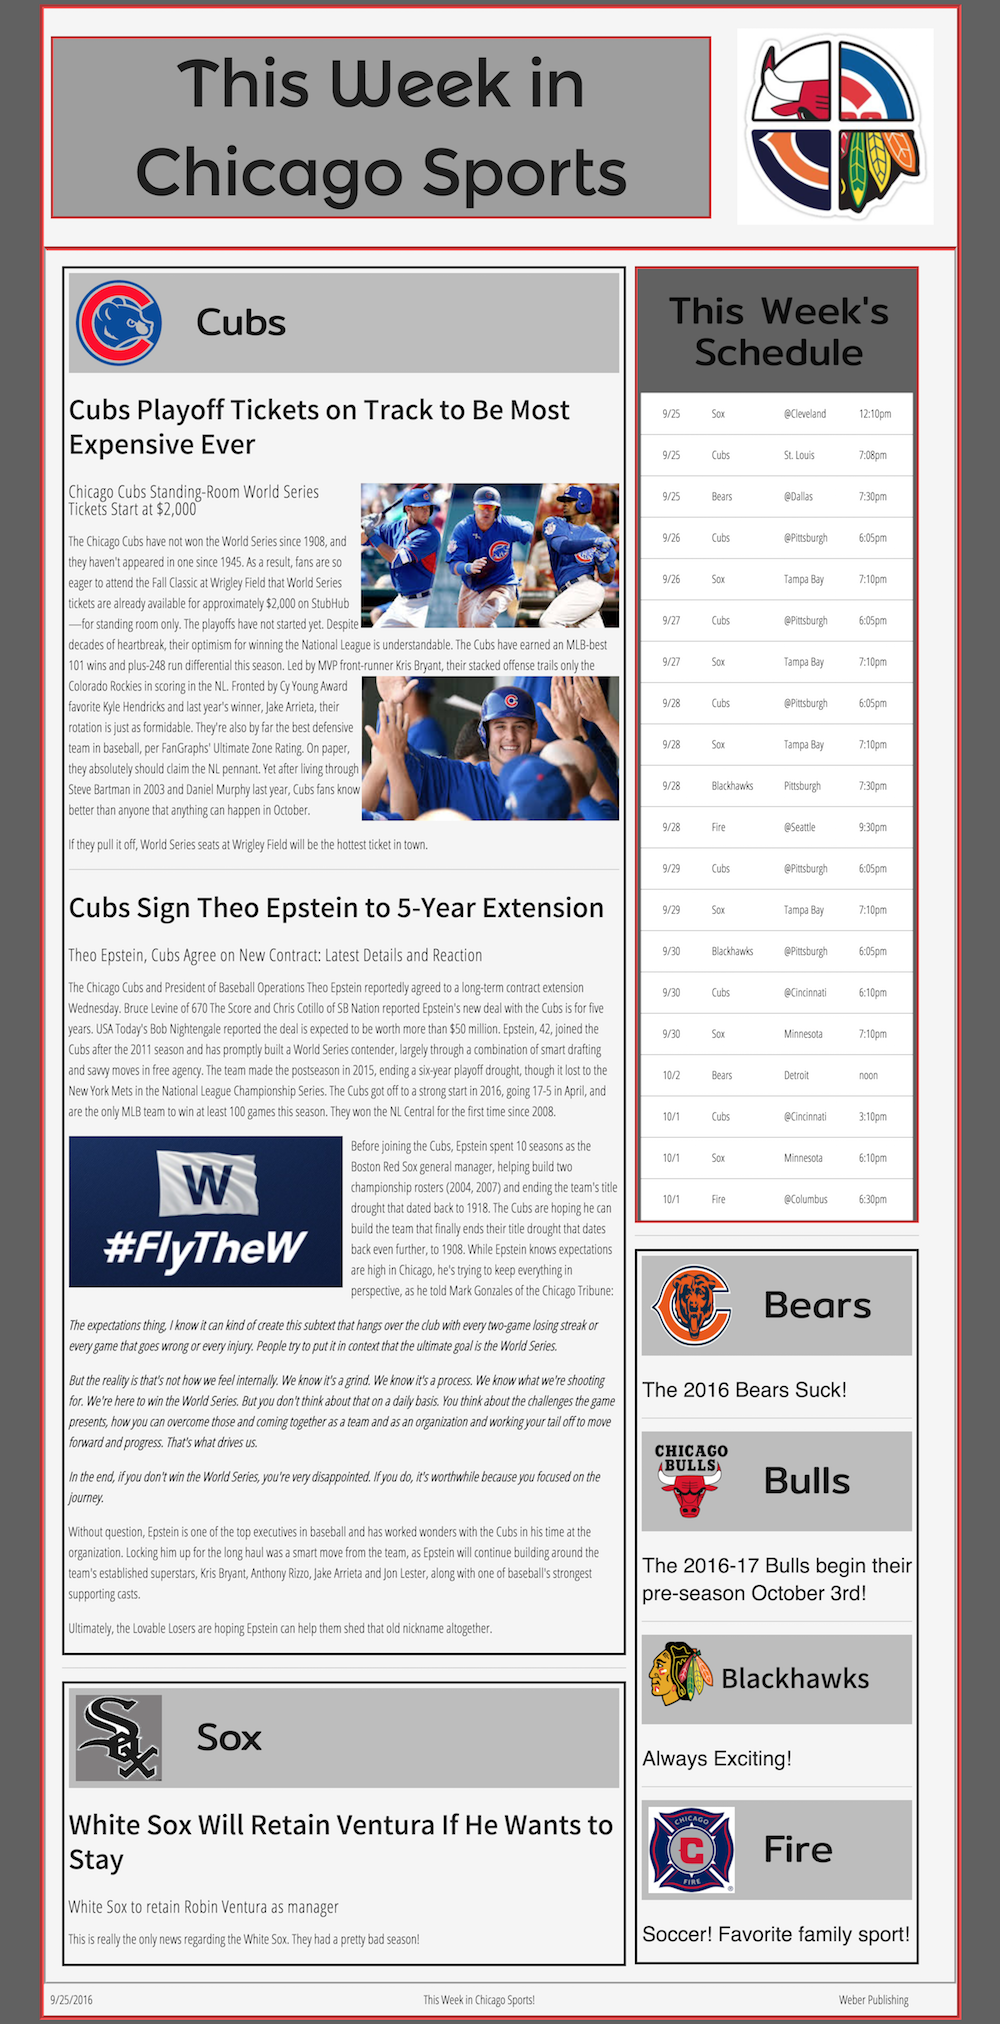 This Week in
Chicago Sports
Cubs
Cubs Playoff Tickets on Track to Be Most
Expensive Ever
Chicago Cubs Standing-Room World Series
Tickets Start at $2,000
The Chicago Cubs have not won the World Series since 1908, and
they haven't appeared in one since 1945. As a result, fans are so
eager to attend the Fall Classic at Wrigley Field that World Series
tickets are already available for approximately $2,000 on StubHub
—for standing room only. The playoffs have not started yet. Despite
decades of heartbreak, their optimism for winning the National League is understandable. The Cubs have earned an MLB-best
101 wins and plus-248 run differential this season. Led by MVP front-runner Kris Bryant, their stacked offense trails only the
Colorado Rockies in scoring in the NL. Fronted by Cy Young Award
favorite Kyle Hendricks and last year's winner, Jake Arrieta, their
rotation is just as formidable. They're also by far the best defensive
team in baseball, per FanGraphs' Ultimate Zone Rating. On paper,
they absolutely should claim the NL pennant. Yet after living through
Steve Bartman in 2003 and Daniel Murphy last year, Cubs fans know
better than anyone that anything can happen in October.
If they pull it off, World Series seats at Wrigley Field will be the hottest ticket in town.
Cubs Sign Theo Epstein to 5-Year Extension
Theo Epstein, Cubs Agree on New Contract: Latest Details and Reaction
The Chicago Cubs and President of Baseball Operations Theo Epstein reportedly agreed to a long-term contract extension
Wednesday. Bruce Levine of 670 The Score and Chris Cotillo of SB Nation reported Epstein's new deal with the Cubs is for five
years. USA Today's Bob Nightengale reported the deal is expected to be worth more than $50 million. Epstein, 42, joined the
Cubs after the 2011 season and has promptly built a World Series contender, largely through a combination of smart drafting
and savvy moves in free agency. The team made the postseason in 2015, ending a six-year playoff drought, though it lost to the
New York Mets in the National League Championship Series. The Cubs got off to a strong start in 2016, going 17-5 in April, and
are the only MLB team to win at least 100 games this season. They won the NL Central for the first time since 2008.
W
#FlyTheW
Before joining the Cubs, Epstein spent 10 seasons as the
Boston Red Sox general manager, helping build two
championship rosters (2004, 2007) and ending the team's title
drought that dated back to 1918. The Cubs are hoping he can
build the team that finally ends their title drought that dates
back even further, to 1908. While Epstein knows expectations
are high in Chicago, he's trying to keep everything in
perspective, as he told Mark Gonzales of the Chicago Tribune:
The expectations thing, I know it can kind of create this subtext that hangs over the club with every two-game losing streak or
every game that goes wrong or every injury. People try to put it in context that the ultimate goal is the World Series.
But the reality is that's not how we feel internally. We know it's a grind. We know it's a process. We know what we're shooting
for. We're here to win the World Series. But you don't think about that on a daily basis. You think about the challenges the game
presents, how you can overcome those and coming together as a team and as an organization and working your tail off to move
forward and progress. That's what drives us.
In the end, if you don't win the World Series, you're very disappointed. If you do, it's worthwhile because you focused on the
journey.
Without question, Epstein is one of the top executives in baseball and has worked wonders with the Cubs in his time at the
organization. Locking him up for the long haul was a smart move from the team, as Epstein will continue building around the
team's established superstars, Kris Bryant, Anthony Rizzo, Jake Arrieta and Jon Lester, along with one of baseball's strongest
supporting casts.
Ultimately, the Lovable Losers are hoping Epstein can help them shed that old nickname altogether.
Sox
Sox
White Sox Will Retain Ventura If He Wants to
Stay
White Sox to retain Robin Ventura as manager
This is really the only news regarding the White Sox. They had a pretty bad season!
This Week's
Schedule
9/25 Sox @Cleveland 12:10pm
9/25 Cubs St. Louis 7:08pm
9/25 Bears @Dallas 7:30pm
9/26 Cubs @Pittsburgh 6:05pm
9/26 Sox Tampa Bay 7:10pm
9/27 Cubs @Pittsburgh 6:05pm
9/27 Sox Tampa Bay 7:10pm
9/28 Cubs @Pittsburgh 6:05pm
9/28 Sox Tampa Bay 7:10pm
9/28 Blackhawks Pittsburgh 7:30pm
9/28 Fire @Seattle 9:30pm
9/29 Cubs @Pittsburgh 6:05pm
9/29 Sox Tampa Bay 7:10pm
9/30 Blackhawks @Pittsburgh 6:05pm
9/30 Cubs @Cincinnati 6:10pm
9/30 Sox Minnesota 7:10pm
10/2 Bears Detroit noon
10/1 Cubs @Cincinnati 3:10pm
10/1 Sox Minnesota 6:10pm
10/1 Fire @Columbus 6:30pm
Bears
The 2016 Bears Suck!
CHICAGO
BULLS
Bulls
The 2016-17 Bulls begin their
pre-season October 3rd!
Blackhawks
Always Exciting!
CHICAGO
C
FIRE
Fire
Soccer! Favorite family sport!
9/25/2016 This Week in Chicago Sports! Weber Publishing